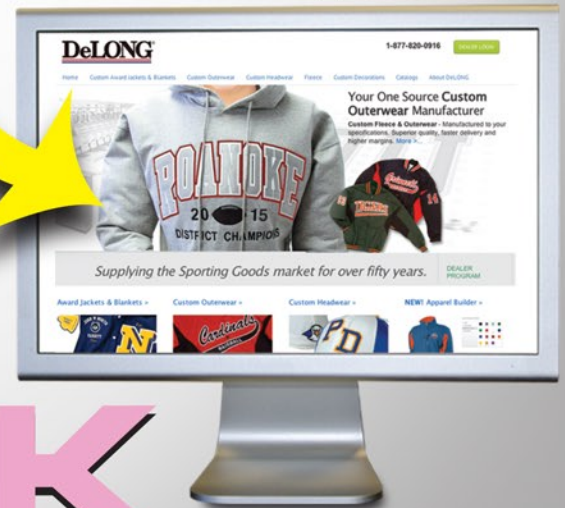 DeLONG
1-877-820-0916
DEALER LOGIN
Home Custom Award Jackets & Blankets Custom Outerwear Custom Headwear Fleece Custom Decorations Catalogs About DeLONG
Your One Source Custom
Outerwear Manufacturer
Custom Fleece & Outerwear - Manufactured to your
specifications. Superior quality, faster delivery and
higher margins. More >
ROANOKE
20 15
DISTRICT CHAMPIONS
14
Supplying the Sporting Goods market for over fifty years.
DEALER
PROGRAM
Award Jackets & Blankets » Custom Outerwear » Custom Headwear » NEW! Apparel Builder »
N
Cardinals
BASEBALL
P D
K